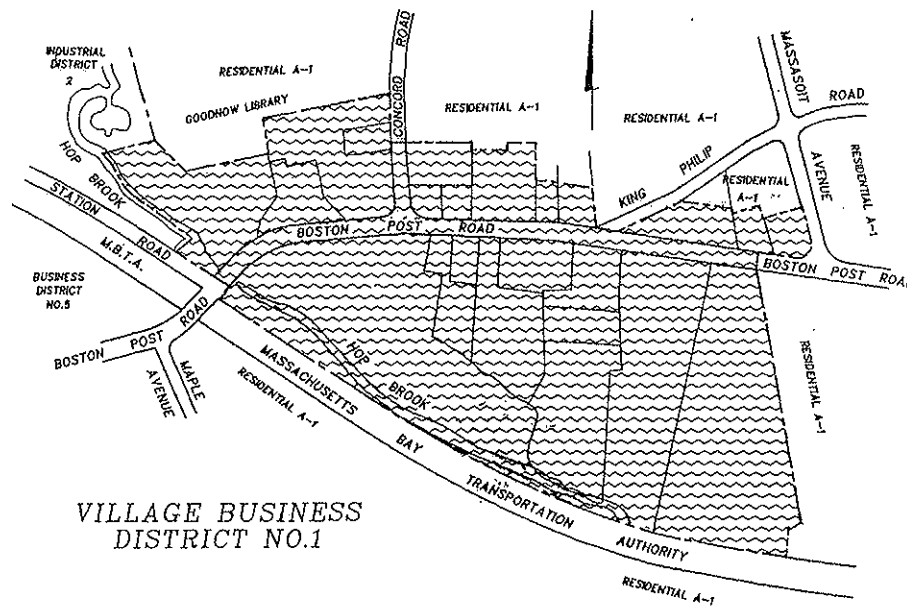 INDUSTRIAL
DISTRICT
2
RESIDENTIAL A-1
GOODNOW LIBRARY
CONCORD ROAD
RESIDENTIAL A-1
RESIDENTIAL A-1
MASSASOIT
AVENUE
ROAD
KING PHILIP
RESIDENTIAL
A-1
RESIDENTIAL A-1
HOP BROOK
STATION ROAD
M.B.T.A.
BOSTON POST ROAD
BOSTON POST ROAD
BUSINESS
DISTRICT
NO.5
BOSTON POST ROAD
MAPLE
AVENUE
HOP BROOK
MASSACHUSETTS BAY TRANSPORTATION AUTHORITY
RESIDENTIAL A-1
RESIDENTIAL A-1
RESIDENTIAL A-1
VILLAGE BUSINESS
DISTRICT NO.1